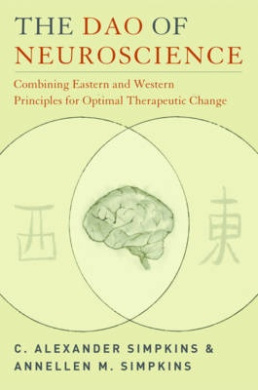 THE DAO OF
NEUROSCIENCE
Combining Eastern and Western
Principles for Optimal Therapeutic Change
西 東
C. ALEXANDER SIMPKINS &
ANNELLEN M. SIMPKINS